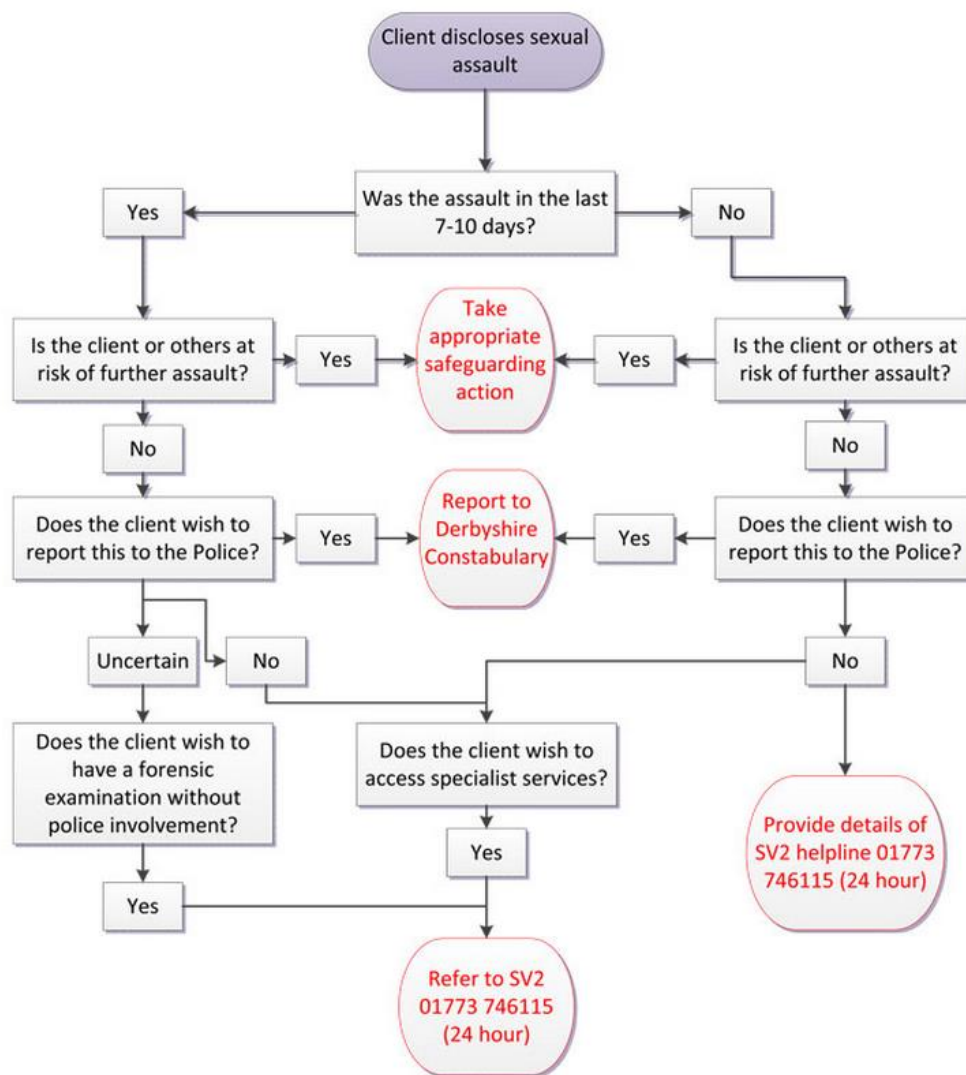 Client discloses sexual
assault
Was the assault in the last
7-10 days?
Yes
No
Is the client or others at
risk of further assault?
Yes
Take
appropriate
safeguarding
action
Yes
Is the client or others at
risk of further assault?
No
No
Does the client wish to
report this to the Police?
Yes
Report to
Derbyshire
Constabulary
Yes
Does the client wish to
report this to the Police?
Uncertain
No
No
Does the client wish to
have a forensic
examination without
police involvement?
Does the client wish to
access specialist services?
Provide details of
SV2 helpline 01773
746115 (24 hour)
Yes
Yes
Refer to SV2
01773 746115
(24 hour)